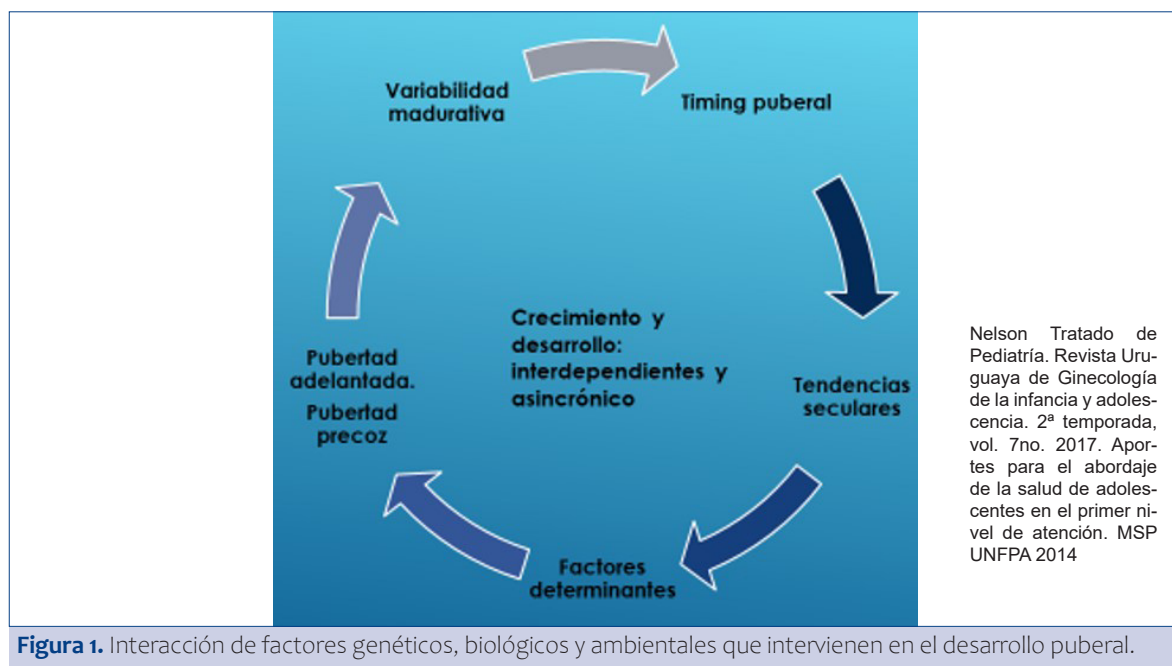 Variabilidad
madurativa
Timing puberal
Crecimiento y
desarrollo:
interdependientes y
asincrónico
Pubertad
adelantada.
Pubertad
precoz
Tendencias
seculares
Factores
determinantes
Nelson Tratado de
Pediatría. Revista Uru-
guaya de Ginecología
de la infancia y adoles-
cencia. 2ª temporada,
vol. 7no. 2017. Apor-
tes para el abordaje
de la salud de adoles-
centes en el primer ni-
vel de atención. MSP
UNFPA 2014
Figura 1. Interacción de factores genéticos, biológicos y ambientales que intervienen en el desarrollo puberal.